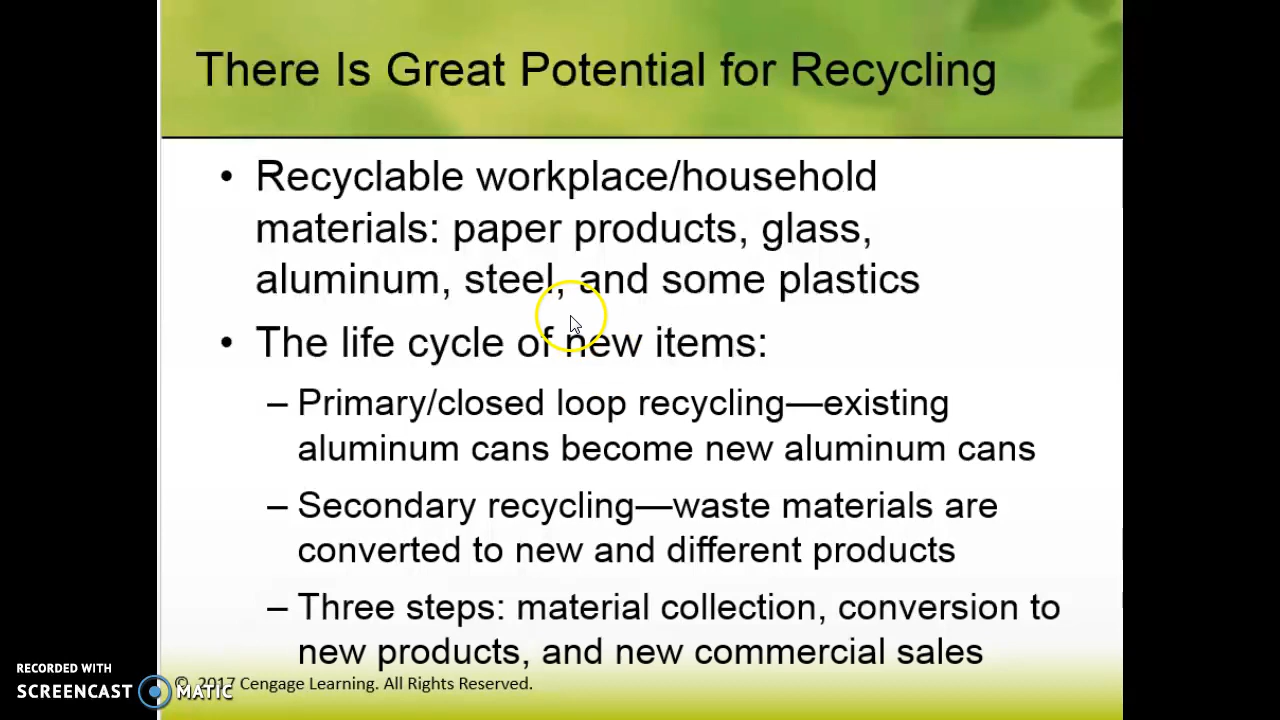 There Is Great Potential for Recycling
• Recyclable workplace/household
materials: paper products, glass,
aluminum, steel, and some plastics
• The life cycle of new items:
– Primary/closed loop recycling—existing
aluminum cans become new aluminum cans
– Secondary recycling—waste materials are
converted to new and different products
– Three steps: material collection, conversion to
new products, and new commercial sales
© 2017 Cengage Learning. All Rights Reserved.
RECORDED WITH
SCREENCAST MATIC